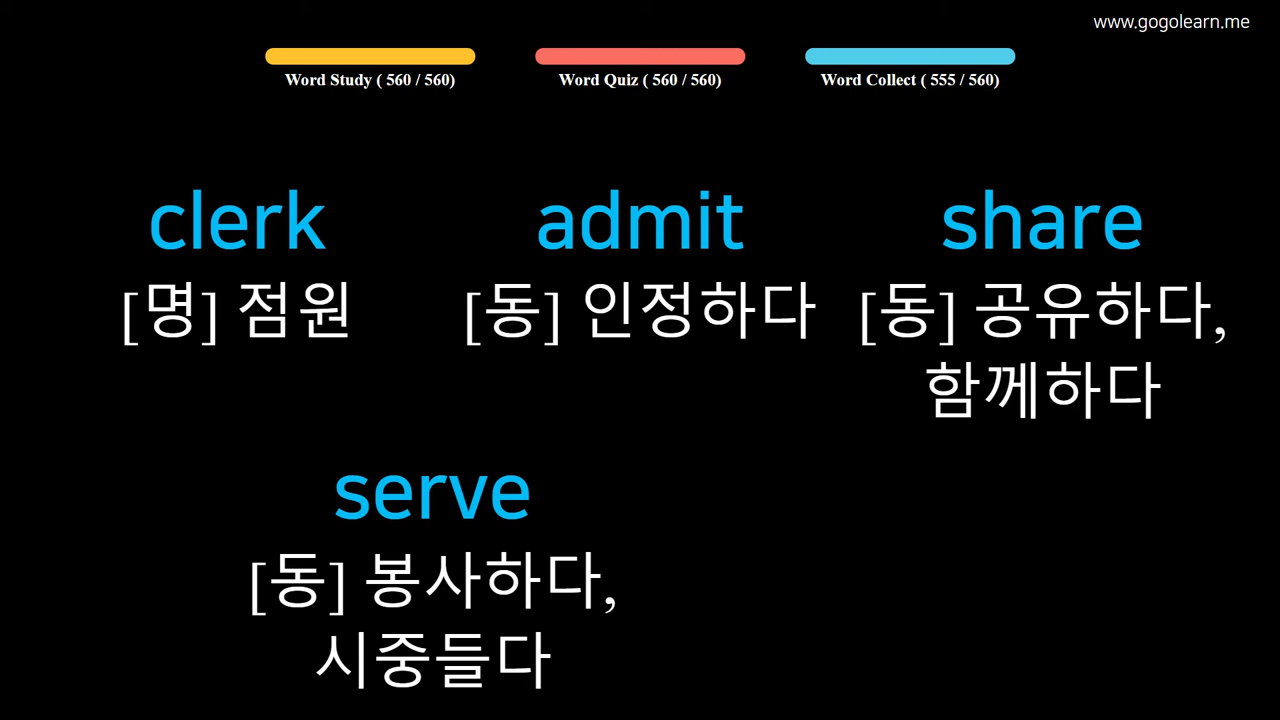 www.gogolearn.me
Word Study ( 560 / 560)
Word Quiz ( 560 / 560)
Word Collect ( 555 / 560)
clerk
[명] 점원
admit
[동] 인정하다
share
[동] 공유하다,
함께하다
serve
[동] 봉사하다,
시중들다